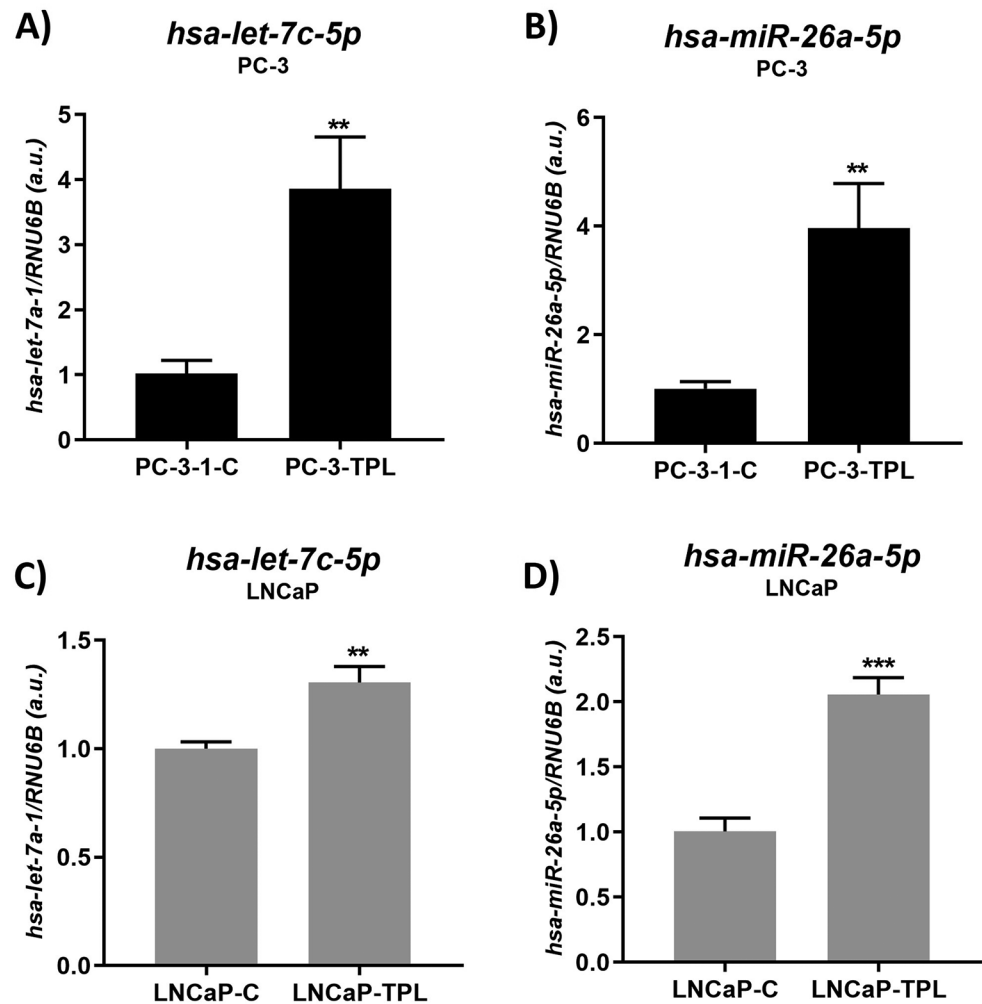 A)
hsa-let-7c-5p
PC-3
hsa-let-7a-1/RNU6B (a.u.)
5
4
3
2
1
0
**
PC-3-1-C
PC-3-TPL
B)
hsa-miR-26a-5p
PC-3
hsa-miR-26a-5p/RNU6B (a.u.)
6
4
2
0
**
PC-3-1-C
PC-3-TPL
C)
hsa-let-7c-5p
LNCaP
hsa-let-7a-1/RNU6B (a.u.)
1.5
1.0
0.5
0.0
**
LNCaP-C
LNCaP-TPL
D)
hsa-miR-26a-5p
LNCaP
hsa-miR-26a-5p/RNU6B (a.u.)
2.5
2.0
1.5
1.0
0.5
0.0
***
LNCaP-C
LNCaP-TPL